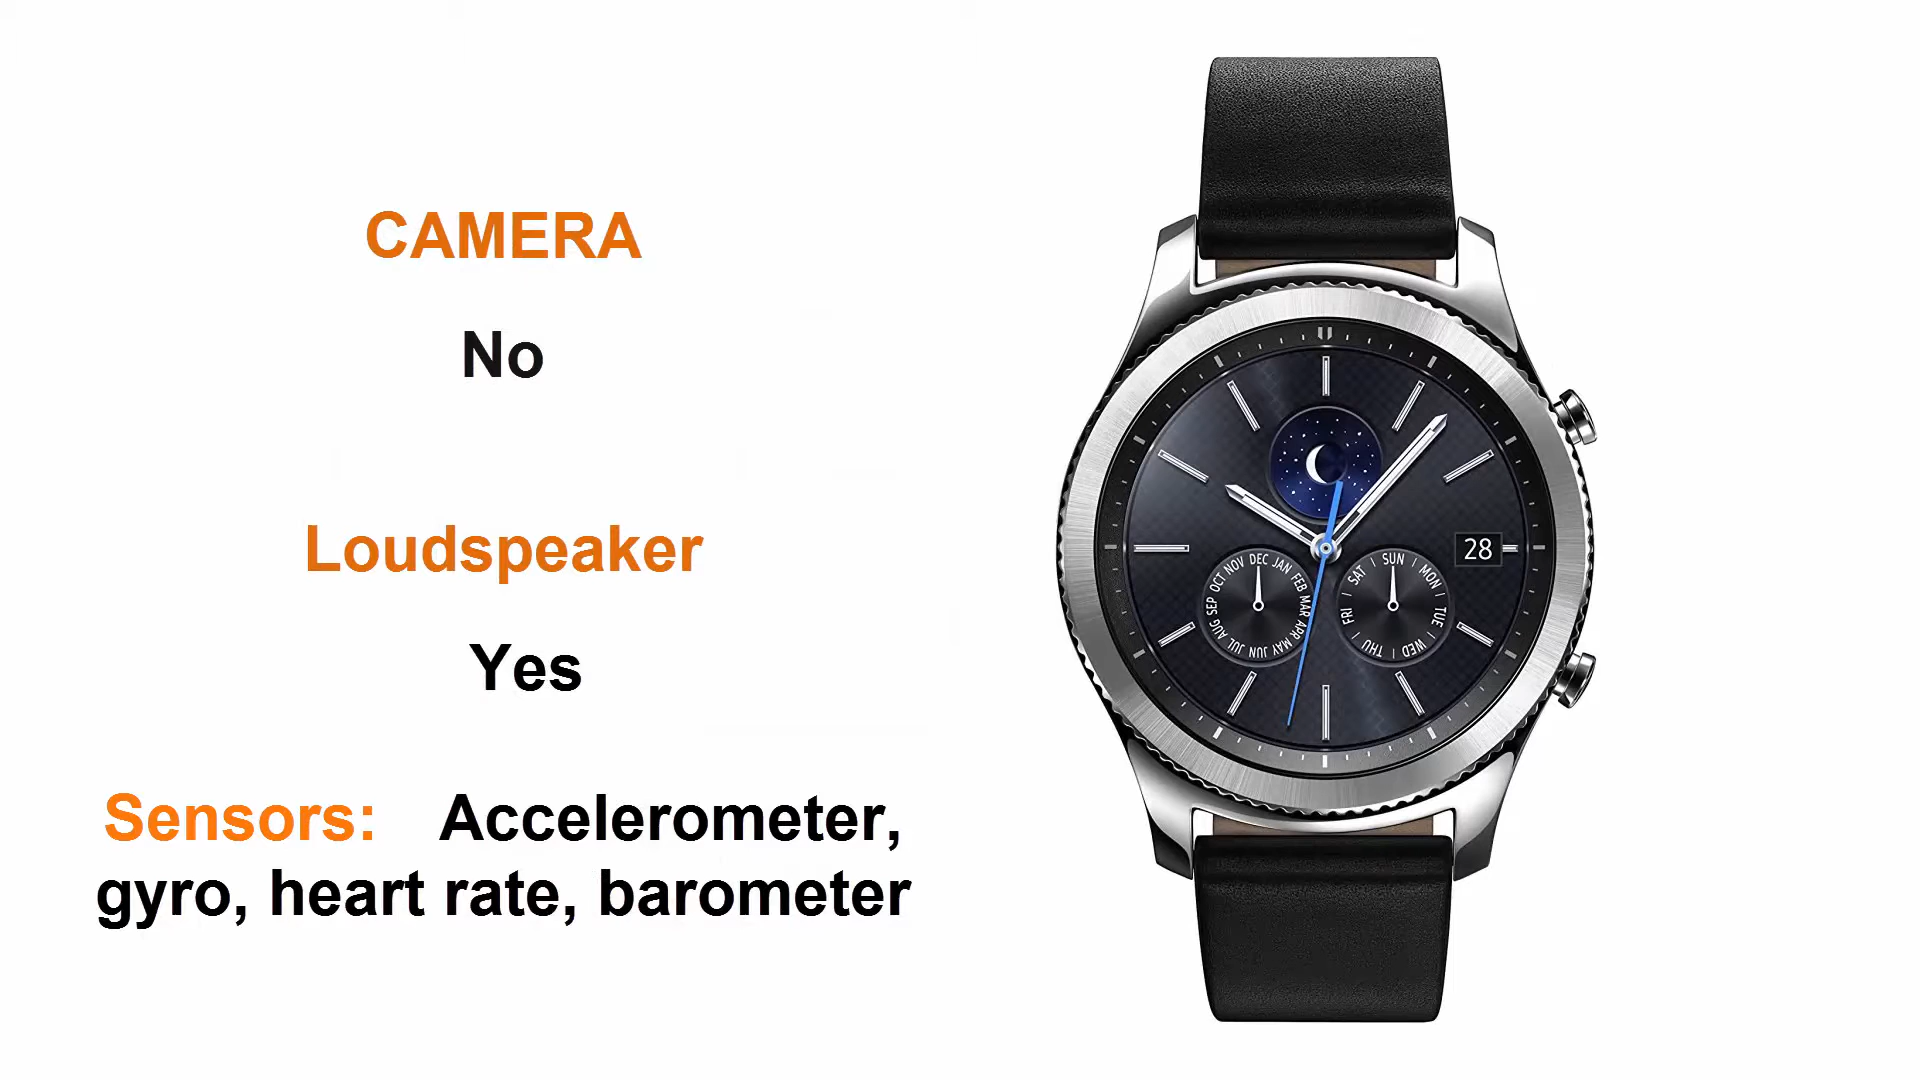 CAMERA
No
Loudspeaker
Yes
Sensors: Accelerometer,
gyro, heart rate, barometer
28
DEC JAN FEB MAR APR MAY JUN JUL AUG SEP OCT NOV
SUN MON TUE WED THU FRI SAT